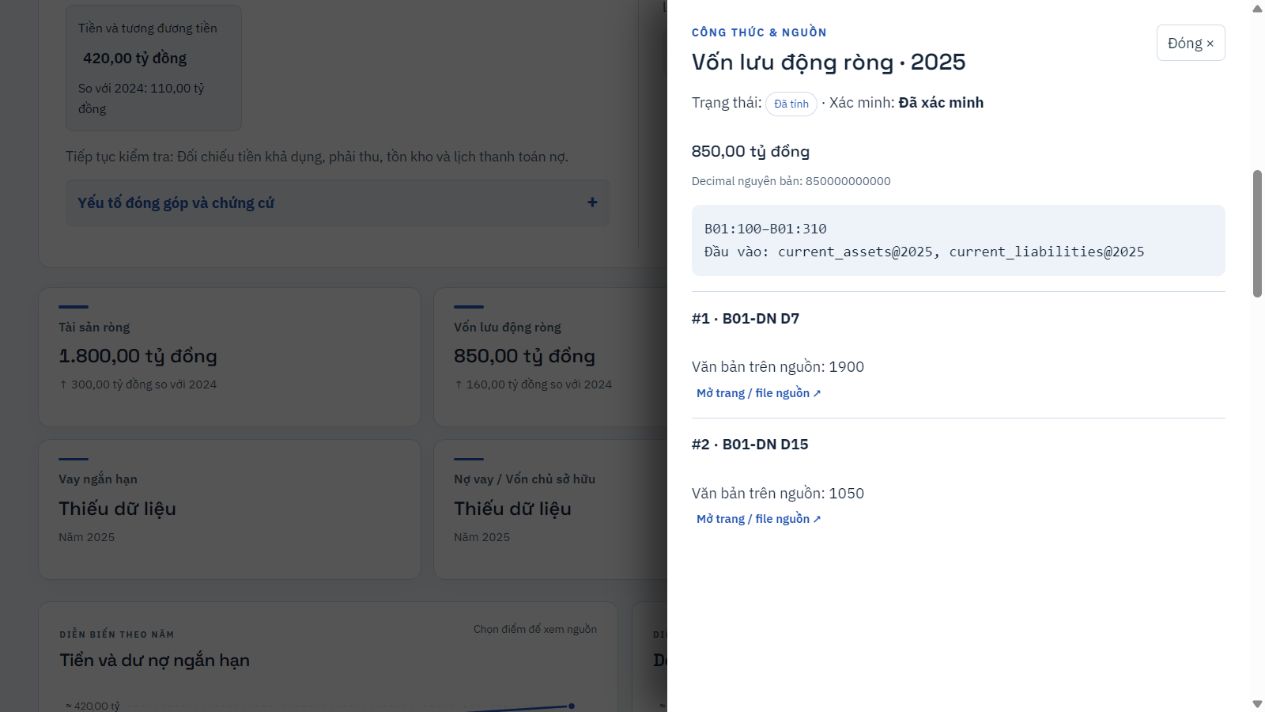 Tiền và tương đương tiền
420,00 tỷ đồng
So với 2024: 110,00 tỷ
đồng
Tiếp tục kiểm tra: Đối chiếu tiền khả dụng, phải thu, tồn kho và lịch thanh toán nợ.
Yếu tố đóng góp và chứng cứ +
Tài sản ròng
1.800,00 tỷ đồng
↑ 300,00 tỷ đồng so với 2024
Vốn lưu động ròng
850,00 tỷ đồng
↑ 160,00 tỷ đồng so với 2024
Vay ngắn hạn
Thiếu dữ liệu
Năm 2025
Nợ vay / Vốn chủ sở hữu
Thiếu dữ liệu
Năm 2025
DIỄN BIẾN THEO NĂM
Chọn điểm để xem nguồn
Tiền và dư nợ ngắn hạn
~ 420,00 tỷ
CÔNG THỨC & NGUỒN
Đóng ×
Vốn lưu động ròng · 2025
Trạng thái: Đã tính · Xác minh: Đã xác minh
850,00 tỷ đồng
Decimal nguyên bản: 850000000000
B01:100−B01:310
Đầu vào: current_assets@2025, current_liabilities@2025
#1 · B01-DN D7
Văn bản trên nguồn: 1900
Mở trang / file nguồn ↗
#2 · B01-DN D15
Văn bản trên nguồn: 1050
Mở trang / file nguồn ↗